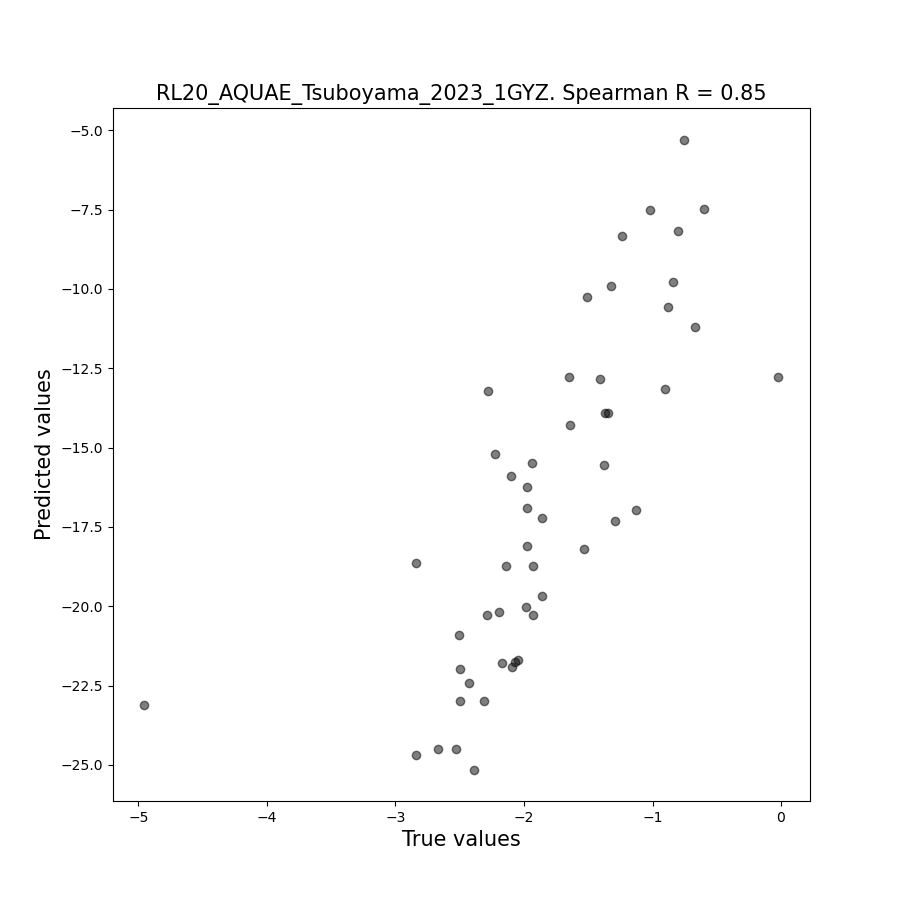 RL20_AQUAE_Tsuboyama_2023_1GYZ. Spearman R = 0.85
Predicted values
−5.0
−7.5
−10.0
−12.5
−15.0
−17.5
−20.0
−22.5
−25.0
−5 −4 −3 −2 −1 0
True values